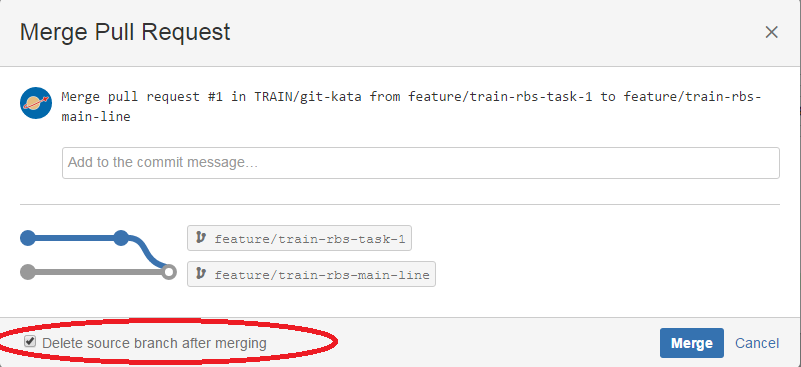 Merge Pull Request
Merge pull request #1 in TRAIN/git-kata from feature/train-rbs-task-1 to feature/train-rbs-
main-line
Add to the commit message…
feature/train-rbs-task-1
feature/train-rbs-main-line
Delete source branch after merging
Merge Cancel